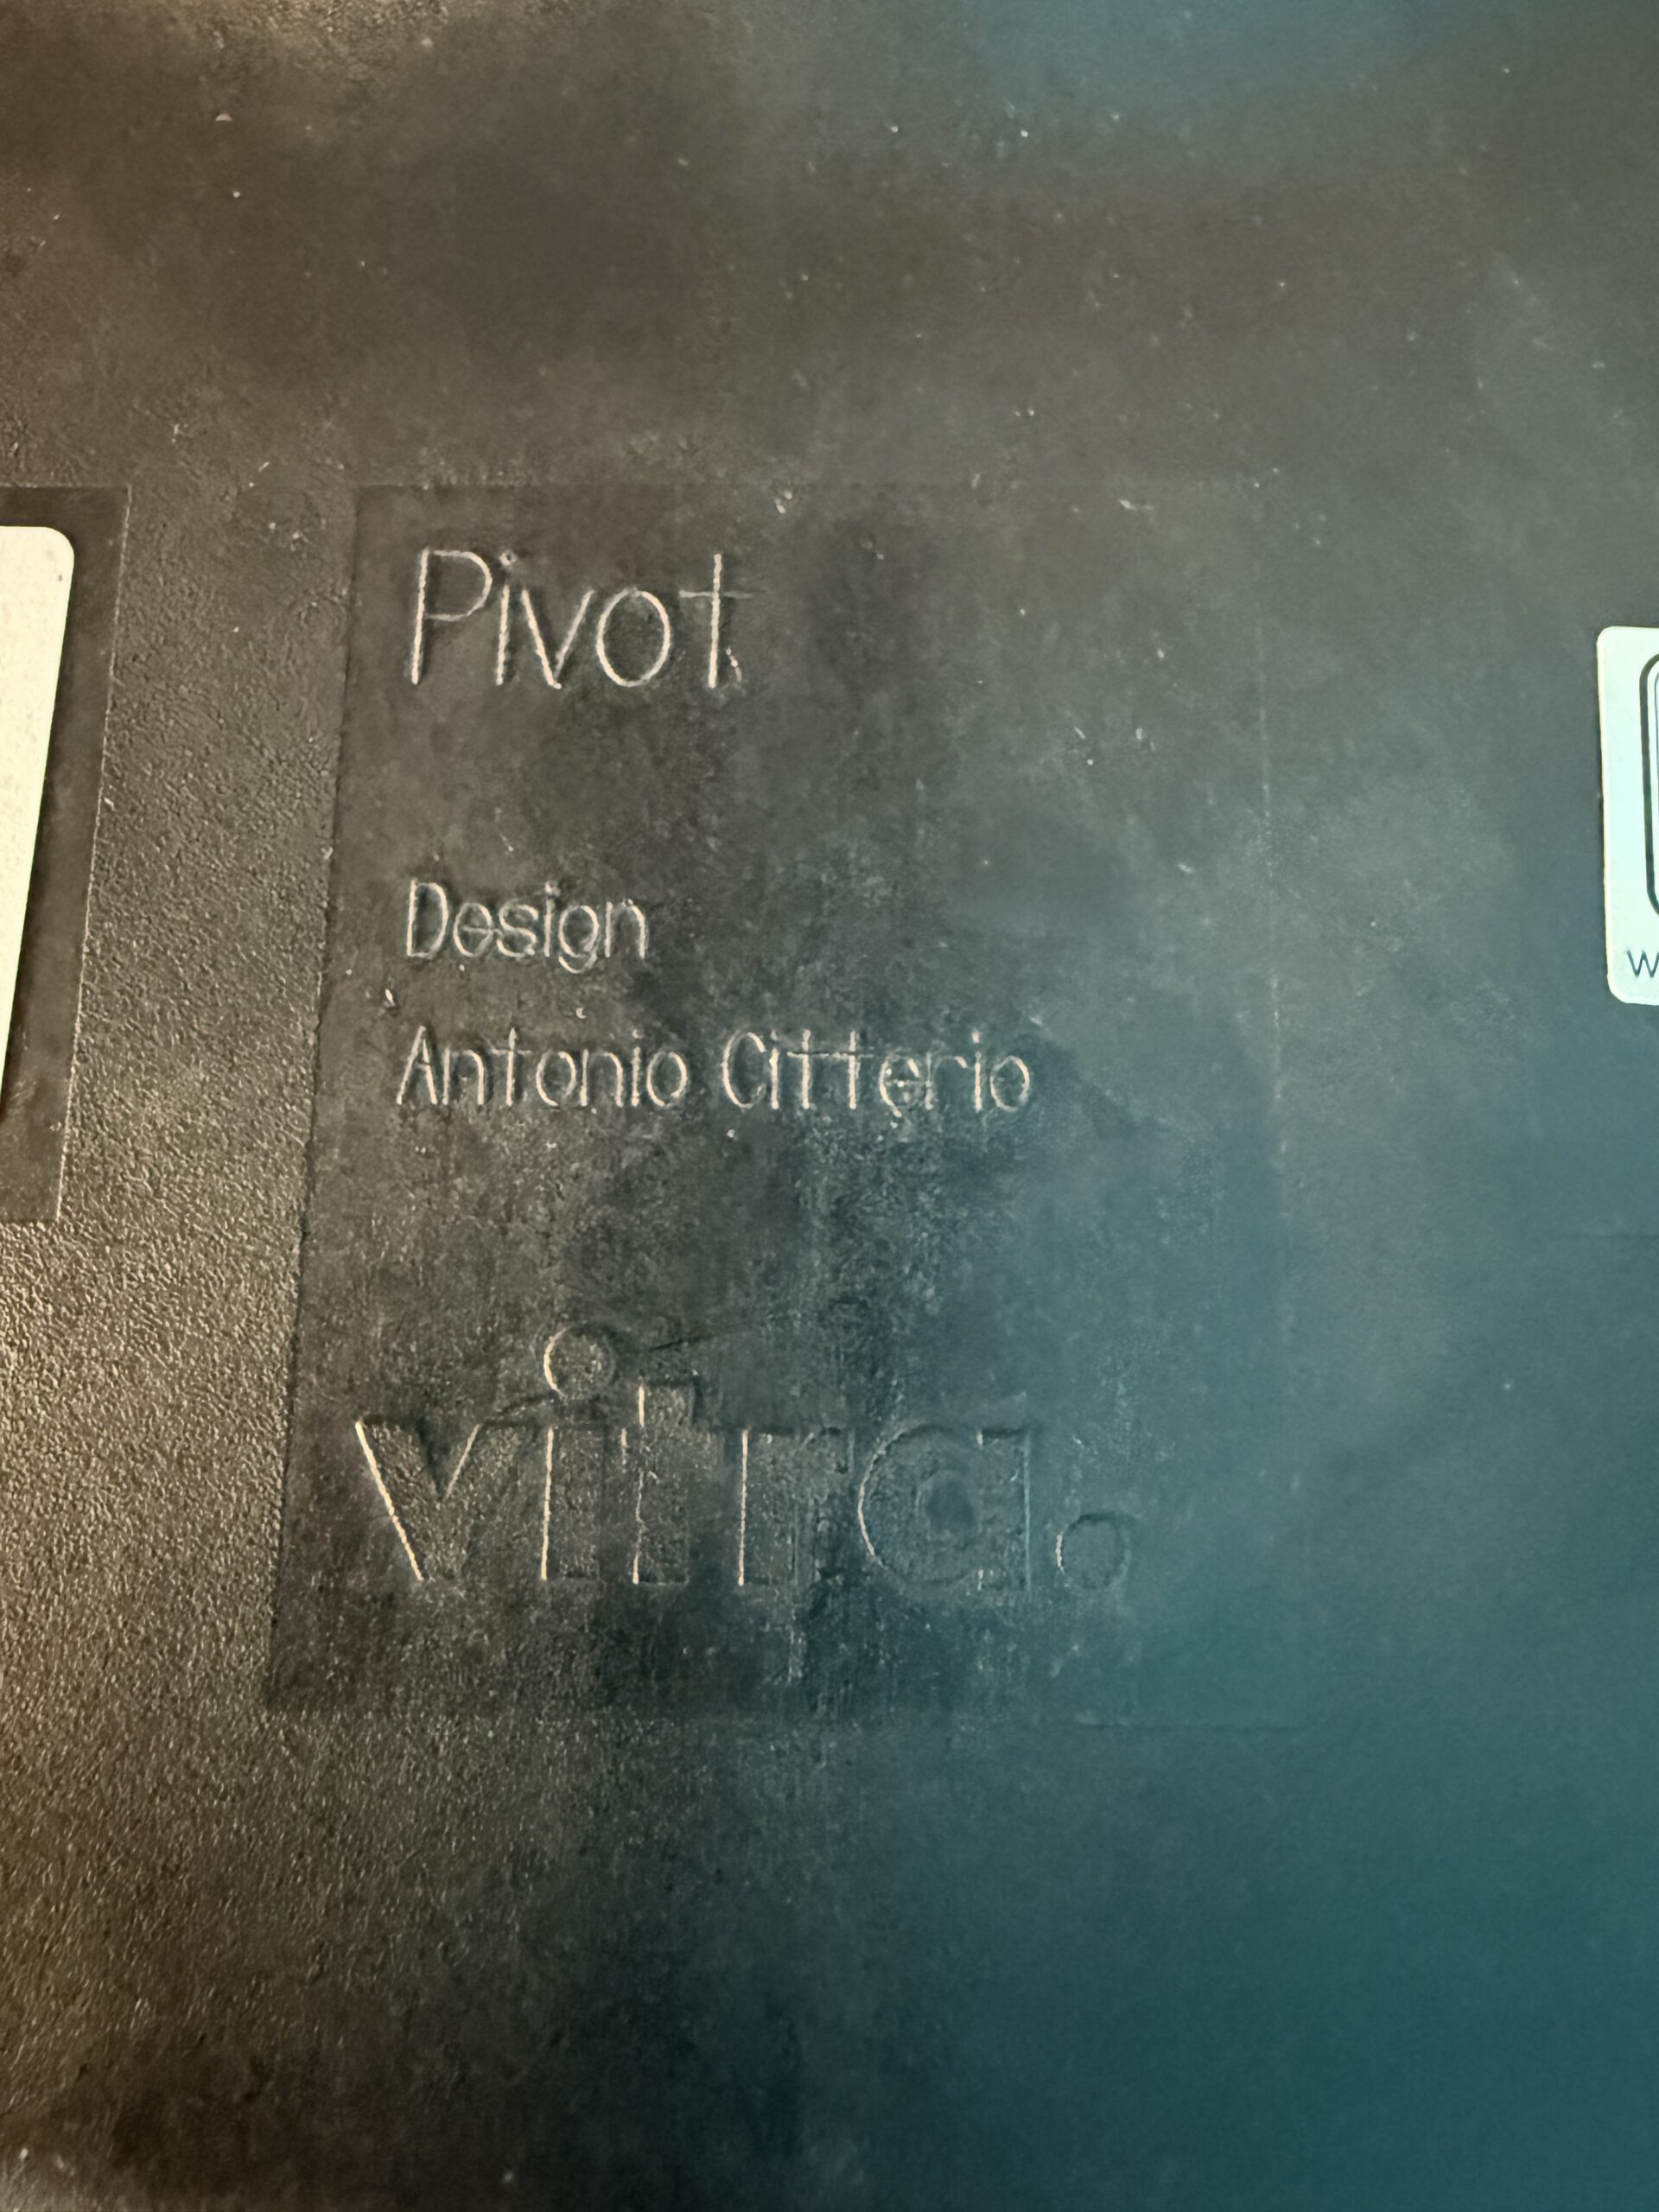 Pivot
Design
Antonio Citterio
vitra.
W